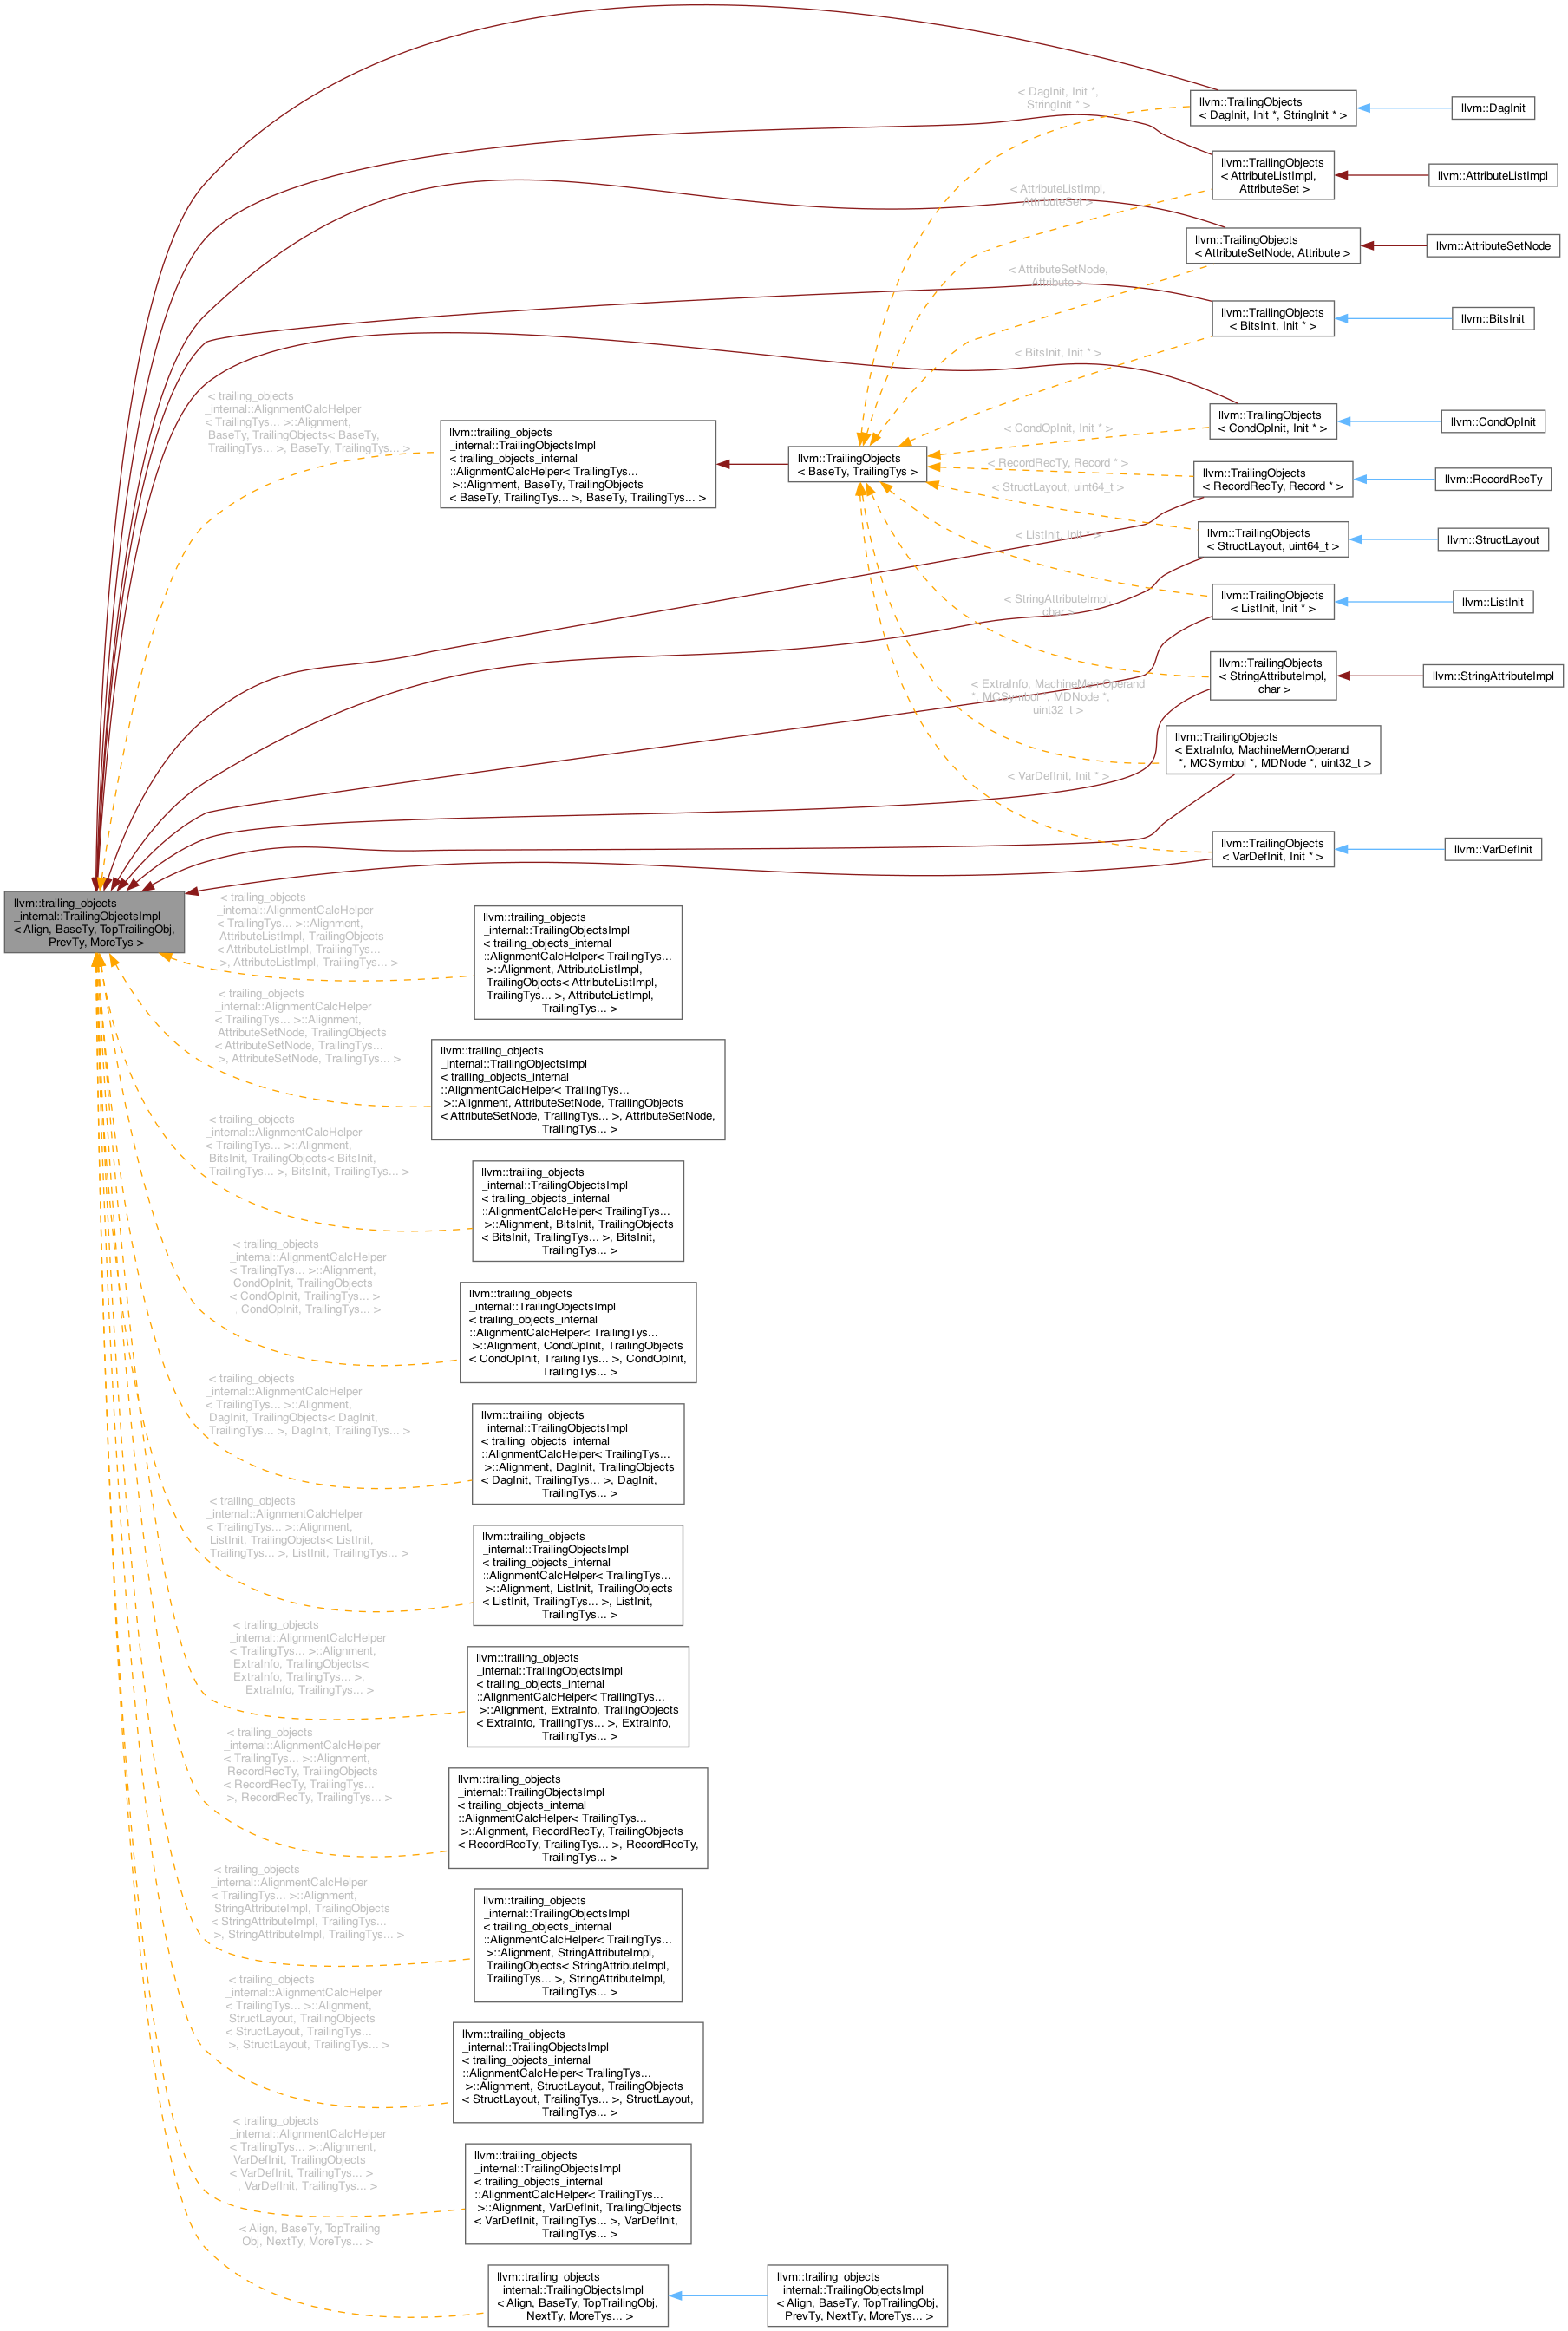 < DagInit, Init *,
StringInit * >
llvm::TrailingObjects
< DagInit, Init *, StringInit * >
llvm::DagInit
llvm::TrailingObjects
< AttributeListImpl,
AttributeSet >
llvm::AttributeListImpl
< AttributeListImpl,
AttributeSet >
llvm::TrailingObjects
< AttributeSetNode, Attribute >
llvm::AttributeSetNode
< AttributeSetNode,
Attribute >
llvm::TrailingObjects
< BitsInit, Init * >
llvm::BitsInit
< BitsInit, Init * >
< trailing_objects
_internal::AlignmentCalcHelper
< TrailingTys... >::Alignment,
BaseTy, TrailingObjects< BaseTy,
TrailingTys... >, BaseTy, TrailingTys... >
llvm::trailing_objects
_internal::TrailingObjectsImpl
< trailing_objects_internal
::AlignmentCalcHelper< TrailingTys...
>::Alignment, BaseTy, TrailingObjects
< BaseTy, TrailingTys... >, BaseTy, TrailingTys... >
llvm::TrailingObjects
< BaseTy, TrailingTys >
< CondOpInit, Init * >
llvm::TrailingObjects
< CondOpInit, Init * >
llvm::CondOpInit
< RecordRecTy, Record * >
llvm::TrailingObjects
< RecordRecTy, Record * >
llvm::RecordRecTy
< StructLayout, uint64_t >
llvm::TrailingObjects
< StructLayout, uint64_t >
llvm::StructLayout
< ListInit, Init * >
llvm::TrailingObjects
< ListInit, Init * >
llvm::ListInit
< StringAttributeImpl,
char >
llvm::TrailingObjects
< StringAttributeImpl,
char >
llvm::StringAttributeImpl
< ExtraInfo, MachineMemOperand
*, MCSymbol *, MDNode *,
uint32_t >
llvm::TrailingObjects
< ExtraInfo, MachineMemOperand
*, MCSymbol *, MDNode *, uint32_t >
< VarDefInit, Init * >
llvm::TrailingObjects
< VarDefInit, Init * >
llvm::VarDefInit
llvm::trailing_objects
_internal::TrailingObjectsImpl
< Align, BaseTy, TopTrailingObj,
PrevTy, MoreTys >
< trailing_objects
_internal::AlignmentCalcHelper
< TrailingTys... >::Alignment,
AttributeListImpl, TrailingObjects
< AttributeListImpl, TrailingTys...
>, AttributeListImpl, TrailingTys... >
llvm::trailing_objects
_internal::TrailingObjectsImpl
< trailing_objects_internal
::AlignmentCalcHelper< TrailingTys...
>::Alignment, AttributeListImpl,
TrailingObjects< AttributeListImpl,
TrailingTys... >, AttributeListImpl,
TrailingTys... >
< trailing_objects
_internal::AlignmentCalcHelper
< TrailingTys... >::Alignment,
AttributeSetNode, TrailingObjects
< AttributeSetNode, TrailingTys...
>, AttributeSetNode, TrailingTys... >
llvm::trailing_objects
_internal::TrailingObjectsImpl
< trailing_objects_internal
::AlignmentCalcHelper< TrailingTys...
>::Alignment, AttributeSetNode, TrailingObjects
< AttributeSetNode, TrailingTys... >, AttributeSetNode,
TrailingTys... >
< trailing_objects
_internal::AlignmentCalcHelper
< TrailingTys... >::Alignment,
BitsInit, TrailingObjects< BitsInit,
TrailingTys... >, BitsInit, TrailingTys... >
llvm::trailing_objects
_internal::TrailingObjectsImpl
< trailing_objects_internal
::AlignmentCalcHelper< TrailingTys...
>::Alignment, BitsInit, TrailingObjects
< BitsInit, TrailingTys... >, BitsInit,
TrailingTys... >
< trailing_objects
_internal::AlignmentCalcHelper
< TrailingTys... >::Alignment,
CondOpInit, TrailingObjects
< CondOpInit, TrailingTys... >
, CondOpInit, TrailingTys... >
llvm::trailing_objects
_internal::TrailingObjectsImpl
< trailing_objects_internal
::AlignmentCalcHelper< TrailingTys...
>::Alignment, CondOpInit, TrailingObjects
< CondOpInit, TrailingTys... >, CondOpInit,
TrailingTys... >
< trailing_objects
_internal::AlignmentCalcHelper
< TrailingTys... >::Alignment,
DagInit, TrailingObjects< DagInit,
TrailingTys... >, DagInit, TrailingTys... >
llvm::trailing_objects
_internal::TrailingObjectsImpl
< trailing_objects_internal
::AlignmentCalcHelper< TrailingTys...
>::Alignment, DagInit, TrailingObjects
< DagInit, TrailingTys... >, DagInit,
TrailingTys... >
< trailing_objects
_internal::AlignmentCalcHelper
< TrailingTys... >::Alignment,
ListInit, TrailingObjects< ListInit,
TrailingTys... >, ListInit, TrailingTys... >
llvm::trailing_objects
_internal::TrailingObjectsImpl
< trailing_objects_internal
::AlignmentCalcHelper< TrailingTys...
>::Alignment, ListInit, TrailingObjects
< ListInit, TrailingTys... >, ListInit,
TrailingTys... >
< trailing_objects
_internal::AlignmentCalcHelper
< TrailingTys... >::Alignment,
ExtraInfo, TrailingObjects<
ExtraInfo, TrailingTys... >,
ExtraInfo, TrailingTys... >
llvm::trailing_objects
_internal::TrailingObjectsImpl
< trailing_objects_internal
::AlignmentCalcHelper< TrailingTys...
>::Alignment, ExtraInfo, TrailingObjects
< ExtraInfo, TrailingTys... >, ExtraInfo,
TrailingTys... >
< trailing_objects
_internal::AlignmentCalcHelper
< TrailingTys... >::Alignment,
RecordRecTy, TrailingObjects
< RecordRecTy, TrailingTys...
>, RecordRecTy, TrailingTys... >
llvm::trailing_objects
_internal::TrailingObjectsImpl
< trailing_objects_internal
::AlignmentCalcHelper< TrailingTys...
>::Alignment, RecordRecTy, TrailingObjects
< RecordRecTy, TrailingTys... >, RecordRecTy,
TrailingTys... >
< trailing_objects
_internal::AlignmentCalcHelper
< TrailingTys... >::Alignment,
StringAttributeImpl, TrailingObjects
< StringAttributeImpl, TrailingTys...
>, StringAttributeImpl, TrailingTys... >
llvm::trailing_objects
_internal::TrailingObjectsImpl
< trailing_objects_internal
::AlignmentCalcHelper< TrailingTys...
>::Alignment, StringAttributeImpl,
TrailingObjects< StringAttributeImpl,
TrailingTys... >, StringAttributeImpl,
TrailingTys... >
< trailing_objects
_internal::AlignmentCalcHelper
< TrailingTys... >::Alignment,
StructLayout, TrailingObjects
< StructLayout, TrailingTys...
>, StructLayout, TrailingTys... >
llvm::trailing_objects
_internal::TrailingObjectsImpl
< trailing_objects_internal
::AlignmentCalcHelper< TrailingTys...
>::Alignment, StructLayout, TrailingObjects
< StructLayout, TrailingTys... >, StructLayout,
TrailingTys... >
< trailing_objects
_internal::AlignmentCalcHelper
< TrailingTys... >::Alignment,
VarDefInit, TrailingObjects
< VarDefInit, TrailingTys... >
, VarDefInit, TrailingTys... >
llvm::trailing_objects
_internal::TrailingObjectsImpl
< trailing_objects_internal
::AlignmentCalcHelper< TrailingTys...
>::Alignment, VarDefInit, TrailingObjects
< VarDefInit, TrailingTys... >, VarDefInit,
TrailingTys... >
< Align, BaseTy, TopTrailing
Obj, NextTy, MoreTys... >
llvm::trailing_objects
_internal::TrailingObjectsImpl
< Align, BaseTy, TopTrailingObj,
NextTy, MoreTys... >
llvm::trailing_objects
_internal::TrailingObjectsImpl
< Align, BaseTy, TopTrailingObj,
PrevTy, NextTy, MoreTys... >